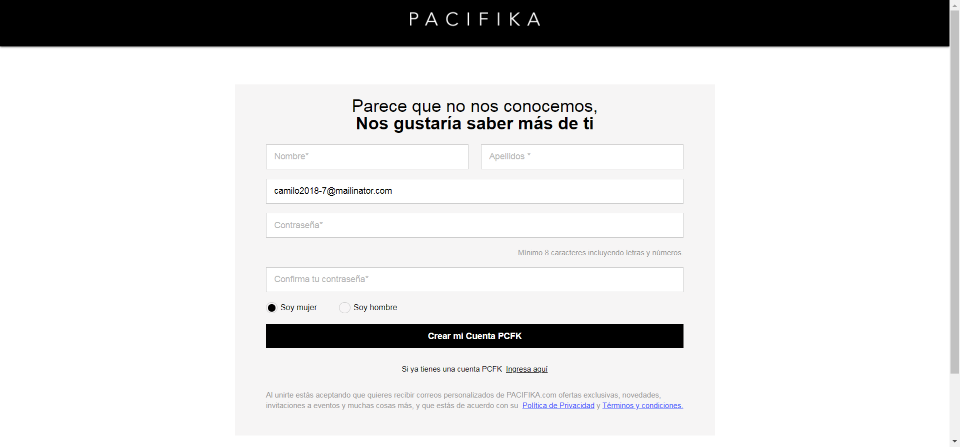 PACIFIKA
Parece que no nos conocemos,
Nos gustaría saber más de ti
Nombre*
Apellidos *
camilo2018-7@mailinator.com
Contraseña*
Mínimo 8 caracteres incluyendo letras y números
Confirma tu contraseña*
Soy mujer
Soy hombre
Crear mi Cuenta PCFK
Si ya tienes una cuenta PCFK Ingresa aquí
Al unirte estás aceptando que quieres recibir correos personalizados de PACIFIKA.com ofertas exclusivas, novedades,
invitaciones a eventos y muchas cosas más, y que estás de acuerdo con su Política de Privacidad y Términos y condiciones.